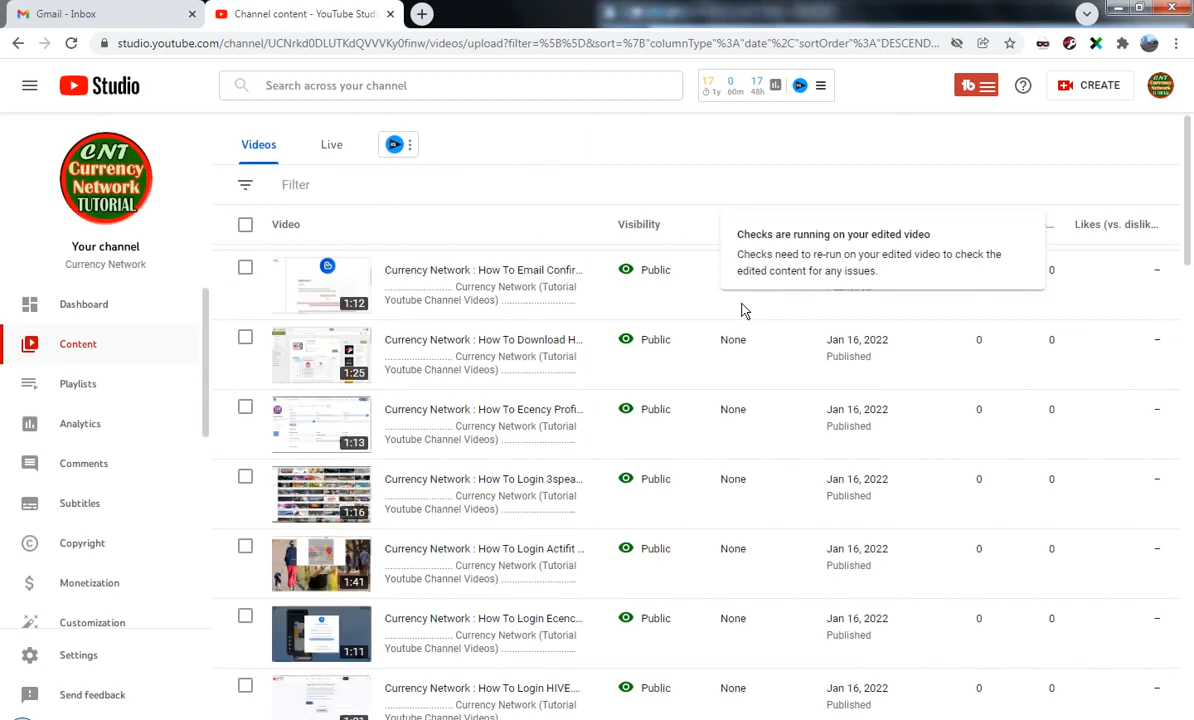 Gmail - Inbox
Channel content - YouTube Studi
studio.youtube.com/channel/UCNrkd0DLUTKdQVVVKy0finw/videos/upload?filter=%5B%5D&sort=%7B"columnType"%3A"date"%2C"sortOrder"%3A"DESCEND...
Studio
Search across your channel
17 0 17
1y 60m 48h
CREATE
CNT
Currency
Network
TUTORIAL
Your channel
Currency Network
Dashboard
Content
Playlists
Analytics
Comments
Subtitles
Copyright
Monetization
Customization
Settings
Send feedback
Videos Live
Filter
Video Visibility Likes (vs. dislik...
Checks are running on your edited video
Checks need to re-run on your edited video to check the
edited content for any issues.
1:12
Currency Network : How To Email Confir... Public 0 –
Currency Network (Tutorial
Youtube Channel Videos)
1:25
Currency Network : How To Download H... Public None Jan 16, 2022 0 0 –
Currency Network (Tutorial Published
Youtube Channel Videos)
1:13
Currency Network : How To Ecency Profi... Public None Jan 16, 2022 0 0 –
Currency Network (Tutorial Published
Youtube Channel Videos)
1:16
Currency Network : How To Login 3spea... Public None Jan 16, 2022 0 0 –
Currency Network (Tutorial Published
Youtube Channel Videos)
1:41
Currency Network : How To Login Actifit ... Public None Jan 16, 2022 0 0 –
Currency Network (Tutorial Published
Youtube Channel Videos)
1:11
Currency Network : How To Login Ecenc... Public None Jan 16, 2022 0 0 –
Currency Network (Tutorial Published
Youtube Channel Videos)
Currency Network : How To Login HIVE.... Public None Jan 16, 2022 0 0 –
Currency Network (Tutorial Published
Youtube Channel Videos)